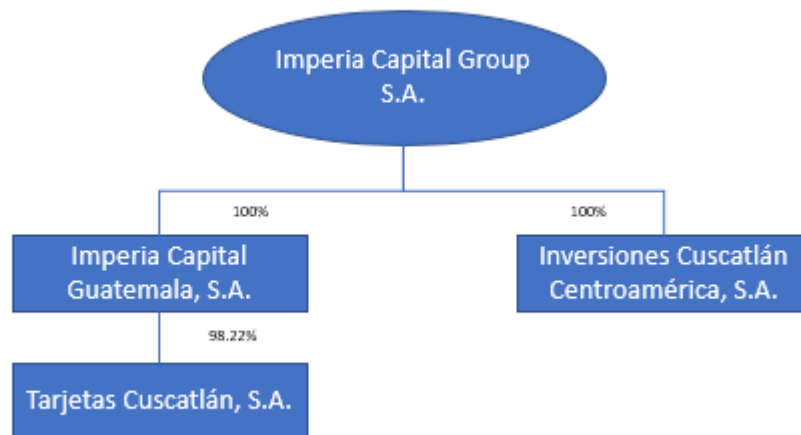 Imperia Capital Group
S.A.
100%
100%
Imperia Capital
Guatemala, S.A.
Inversiones Cuscatlán
Centroamérica, S.A.
98.22%
Tarjetas Cuscatlán, S.A.